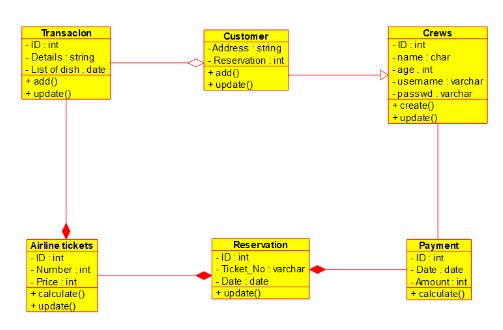 Transacion
- ID : int
- Details : string
- List of dish : date
+ add()
+ update()
Customer
- Address : string
- Reservation : int
+ add()
+ update()
Crews
- ID : int
- name : char
- age : int
- username : varchar
- passwd : varchar
+ create()
+ update()
Airline tickets
- ID : int
- Number : int
- Price : int
+ calculate()
+ update()
Reservation
- ID : int
- Ticket_No : varchar
- Date : date
+ update()
Payment
- ID : int
- Date : date
- Amount : int
+ calculate()